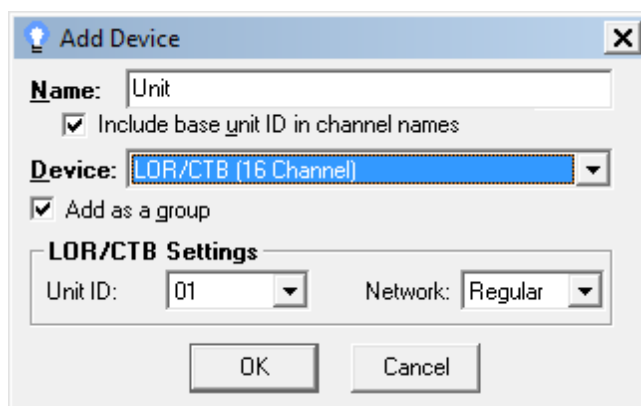 Add Device
Name: Unit
Include base unit ID in channel names
Device: LOR/CTB (16 Channel)
Add as a group
LOR/CTB Settings
Unit ID: 01 Network: Regular
OK Cancel